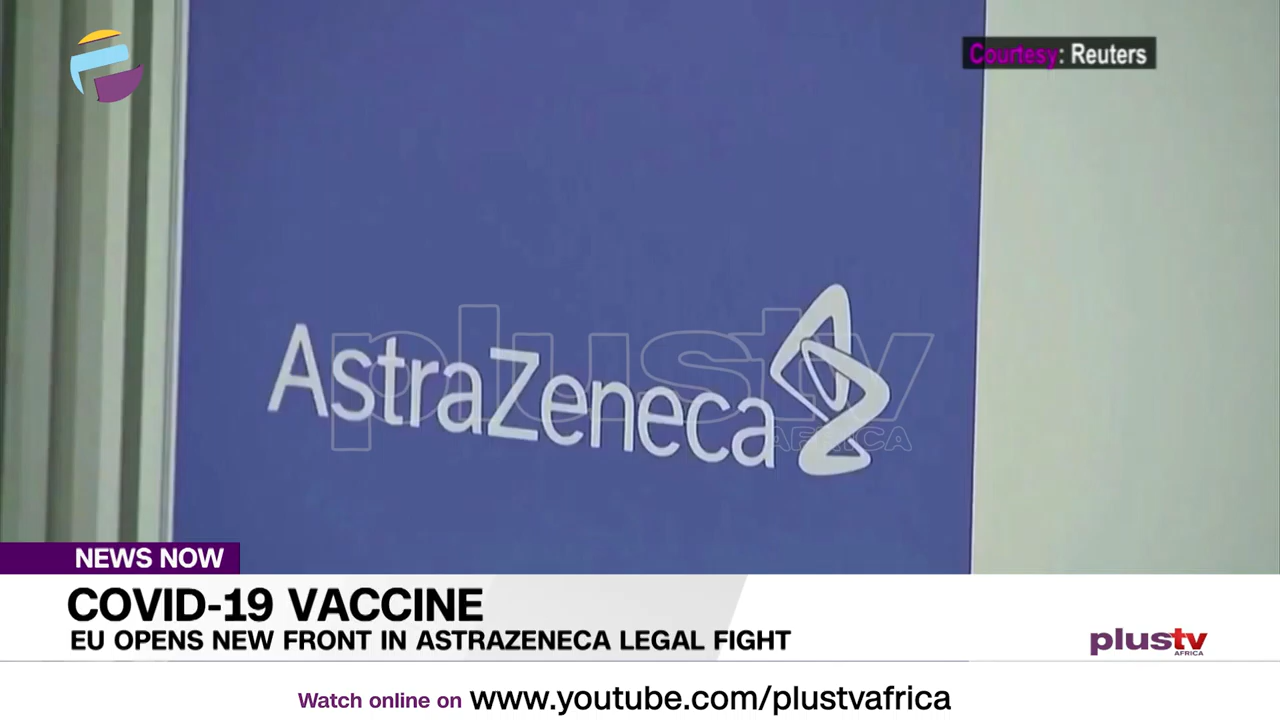 Courtesy: Reuters
plustv
AFRICA
AstraZeneca
NEWS NOW
COVID-19 VACCINE
EU OPENS NEW FRONT IN ASTRAZENECA LEGAL FIGHT
plustv
AFRICA
Watch online on www.youtube.com/plustvafrica